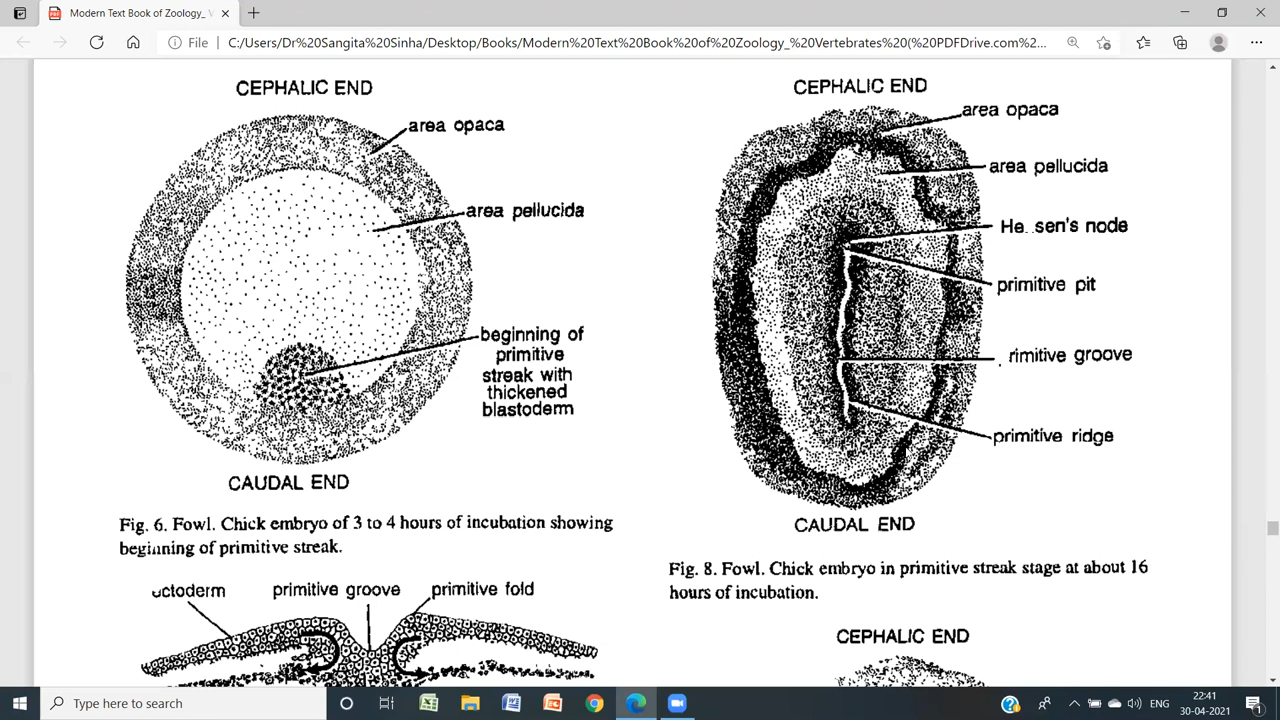 Modern Text Book of Zoology_ V
File
C:/Users/Dr%20Sangita%20Sinha/Desktop/Books/Modern%20Text%20Book%20of%20Zoology_%20Vertebrates%20(%20PDFDrive.com%2...
CEPHALIC END
area opaca
area pellucida
beginning of
primitive
streak with
thickened
blastoderm
CAUDAL END
Fig. 6. Fowl. Chick embryo of 3 to 4 hours of incubation showing
beginning of primitive streak.
ctoderm
primitive groove
primitive fold
CEPHALIC END
area opaca
area pellucida
He. sen's node
primitive pit
rimitive groove
primitive ridge
CAUDAL END
Fig. 8. Fowl. Chick embryo in primitive streak stage at about 16
hours of incubation.
CEPHALIC END
Type here to search
ENG
22:41
30-04-2021
1